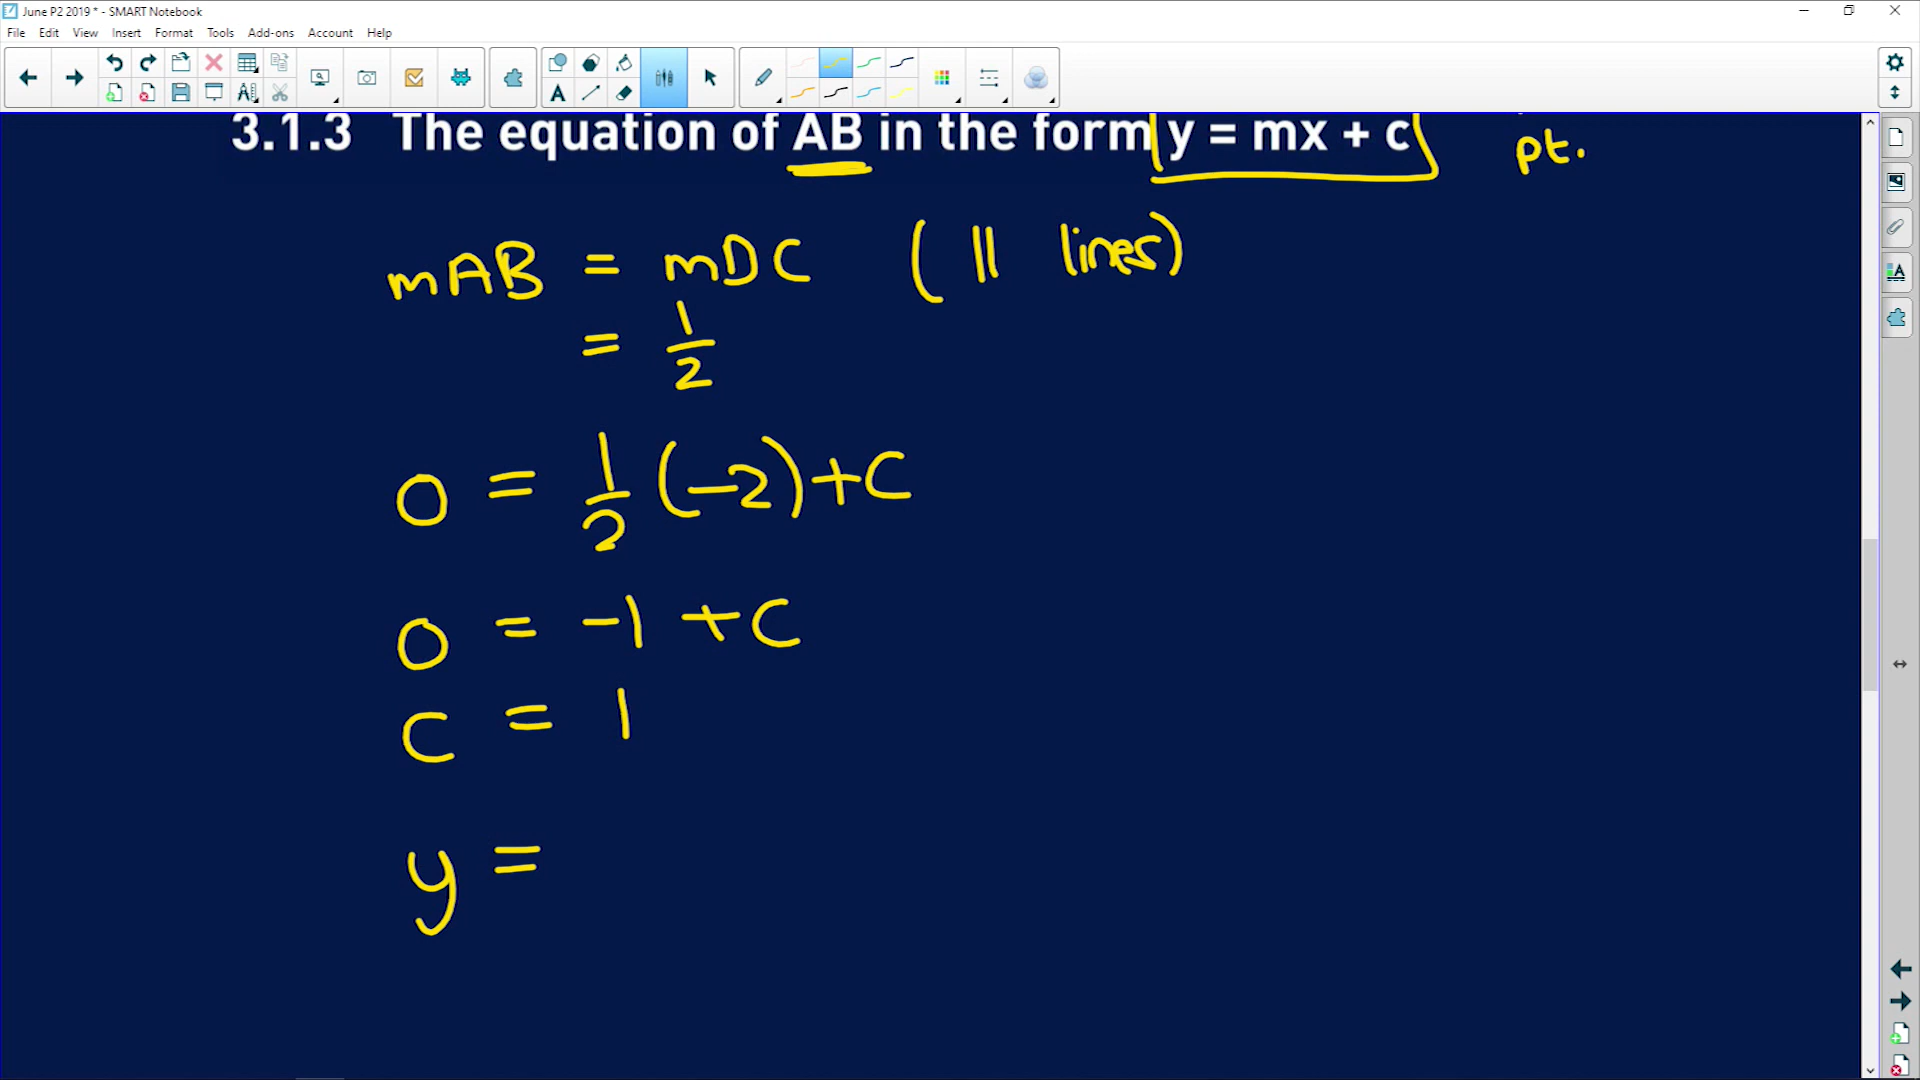 June P2 2019 * - SMART Notebook
File Edit View Insert Format Tools Add-ons Account Help
3.1.3 The equation of AB in the form y = mx + c
pt.
mAB = mDC ( || lines)
= 1/2
0 = 1/2 (-2) + C
0 = -1 + C
C = 1
y =